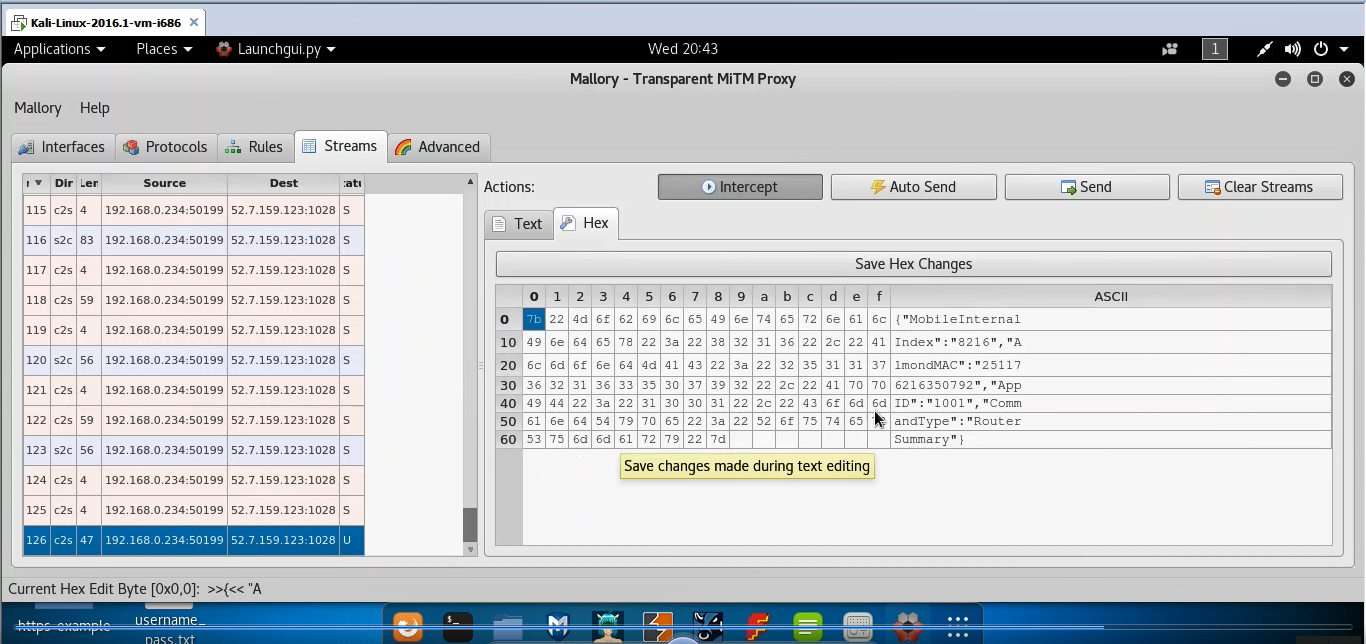 Kali-Linux-2016.1-vm-i686
Applications Places Launchgui.py Wed 20:43 1
Mallory - Transparent MiTM Proxy
Mallory Help
Interfaces Protocols Rules Streams Advanced
Dir Len Source Dest
115 c2s 4 192.168.0.234:50199 52.7.159.123:1028 S
116 s2c 83 192.168.0.234:50199 52.7.159.123:1028 S
117 c2s 4 192.168.0.234:50199 52.7.159.123:1028 S
118 c2s 59 192.168.0.234:50199 52.7.159.123:1028 S
119 c2s 4 192.168.0.234:50199 52.7.159.123:1028 S
120 s2c 56 192.168.0.234:50199 52.7.159.123:1028 S
121 c2s 4 192.168.0.234:50199 52.7.159.123:1028 S
122 c2s 59 192.168.0.234:50199 52.7.159.123:1028 S
123 s2c 56 192.168.0.234:50199 52.7.159.123:1028 S
124 c2s 4 192.168.0.234:50199 52.7.159.123:1028 S
125 c2s 4 192.168.0.234:50199 52.7.159.123:1028 S
126 c2s 47 192.168.0.234:50199 52.7.159.123:1028 U
Actions: Intercept Auto Send Send Clear Streams
Text Hex
Save Hex Changes
0 1 2 3 4 5 6 7 8 9 a b c d e f ASCII
0 7b 22 4d 6f 62 69 6c 65 49 6e 74 65 72 6e 61 6c {"MobileInternal
10 49 6e 64 65 78 22 3a 22 38 32 31 36 22 2c 22 41 Index":"8216","A
20 6c 6d 6f 6e 64 4d 41 43 22 3a 22 32 35 31 31 37 lmondMAC":"25117
30 36 32 31 36 33 35 30 37 39 32 22 2c 22 41 70 70 6216350792","App
40 49 44 22 3a 22 31 30 30 31 22 2c 22 43 6f 6d 6d ID":"1001","Comm
50 61 6e 64 54 79 70 65 22 3a 22 52 6f 75 74 65 andType":"Router
60 53 75 6d 6d 61 72 79 22 7d Summary"}
Save changes made during text editing
Current Hex Edit Byte [0x0,0]: >>{<< "A
https_example
username_
pass.txt